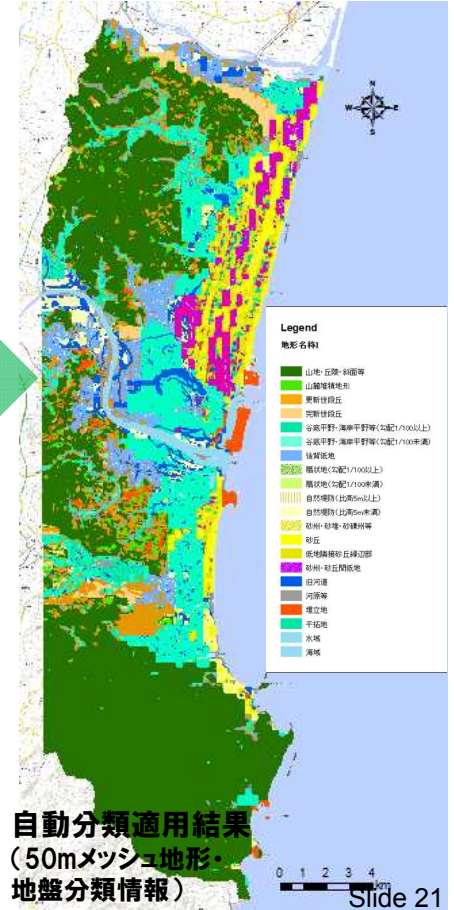 N
W E
S
Legend
地形名称I
山地・丘陵・斜面等
山麓堆積地形
更新世段丘
完新世段丘
谷底平野・海岸平野等(勾配1/100以上)
谷底平野・海岸平野等(勾配1/100未満)
後背低地
扇状地(勾配1/100以上)
扇状地(勾配1/100未満)
自然堤防(比高5m以上)
自然堤防(比高5m未満)
砂州・砂堆・砂礫州等
砂丘
低地隣接砂丘縁辺部
砂州・砂丘間低地
旧河道
河原等
埋立地
干拓地
水域
海域
自動分類適用結果
(50mメッシュ地形・
地盤分類情報)
0 1 2 3 4
km
Slide 21